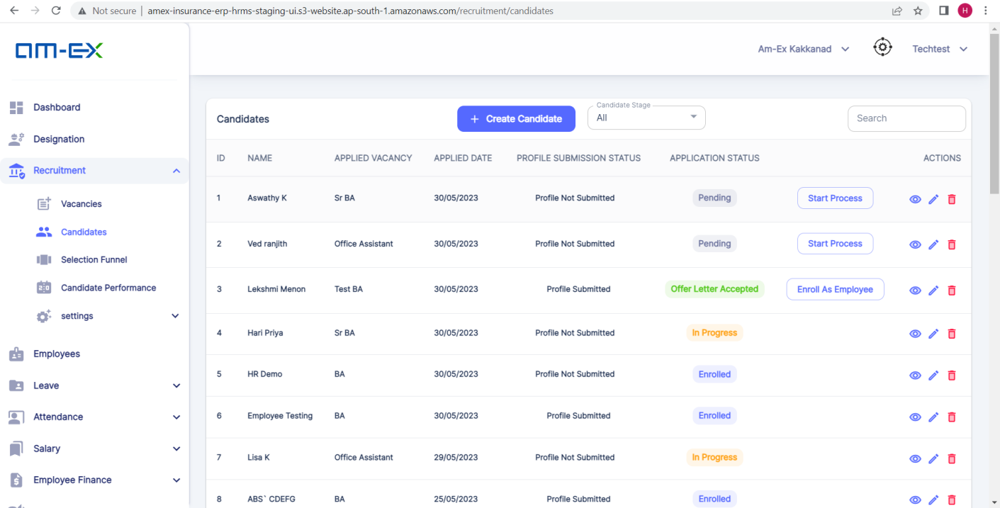 Not secure | amex-insurance-erp-hrms-staging-ui.s3-website.ap-south-1.amazonaws.com/recruitment/candidates
H
am-EX
Am-Ex Kakkanad
Techtest
Dashboard
Designation
Recruitment
Vacancies
Candidates
Selection Funnel
Candidate Performance
settings
Employees
Leave
Attendance
Salary
Employee Finance
Candidates
+ Create Candidate
Candidate Stage
All
Search
ID NAME APPLIED VACANCY APPLIED DATE PROFILE SUBMISSION STATUS APPLICATION STATUS ACTIONS
1 Aswathy K Sr BA 30/05/2023 Profile Not Submitted Pending Start Process
2 Ved ranjith Office Assistant 30/05/2023 Profile Not Submitted Pending Start Process
3 Lekshmi Menon Test BA 30/05/2023 Profile Submitted Offer Letter Accepted Enroll As Employee
4 Hari Priya Sr BA 30/05/2023 Profile Not Submitted In Progress
5 HR Demo BA 30/05/2023 Profile Not Submitted Enrolled
6 Employee Testing BA 30/05/2023 Profile Submitted Enrolled
7 Lisa K Office Assistant 29/05/2023 Profile Not Submitted In Progress
8 ABS` CDEFG BA 25/05/2023 Profile Submitted Enrolled